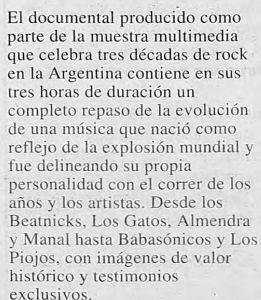 El documental producido como
parte de la muestra multimedia
que celebra tres décadas de rock
en la Argentina contiene en sus
tres horas de duración un
completo repaso de la evolución
de una música que nació como
reflejo de la explosión mundial y
fue delineando su propia
personalidad con el correr de los
años y los artistas. Desde los
Beatnicks, Los Gatos, Almendra
y Manal hasta Babasónicos y Los
Piojos, con imágenes de valor
histórico y testimonios
exclusivos.